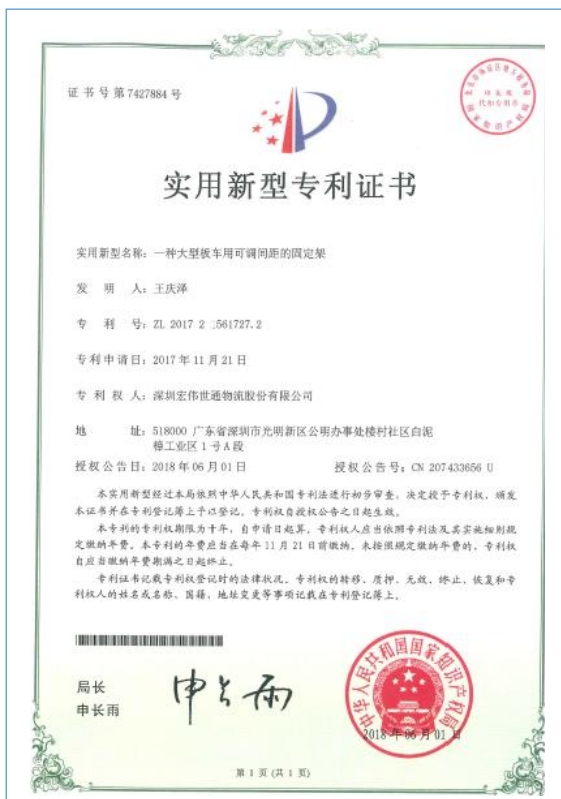 证书号第7427884号
实用新型专利证书
实用新型名称:一种大型板车用可调间距的固定架
发明人:王庆泽
专利号:ZL 2017 2 1561727.2
专利申请日:2017年11月21日
专利权人:深圳宏伟世通物流股份有限公司
地址:518000 广东省深圳市光明新区公明办事处楼村社区白泥
樟工业区1号A段
授权公告日:2018年06月01日 授权公告号:CN 207433656 U
本实用新型经过本局依照中华人民共和国专利法进行初步审查,决定授予专利权,颁发
本证书并在专利登记簿上予以登记,专利权自授权公告之日起生效。
本专利的专利权期限为十年,自申请日起算。专利权人应当依照专利法及其实施细则规
定缴纳年费。本专利的年费应当在每年11月21日前缴纳。未按照规定缴纳年费的,专利权
自应当缴纳年费期满之日起终止。
专利证书记载专利权登记时的法律状况。专利权的转移、质押、无效、终止、恢复和专
利权人的姓名或名称、国籍、地址变更等事项记载在专利登记簿上。
局长
申长雨
申长雨
中华人民共和国国家知识产权局
2018年06月01日
第1页(共1页)